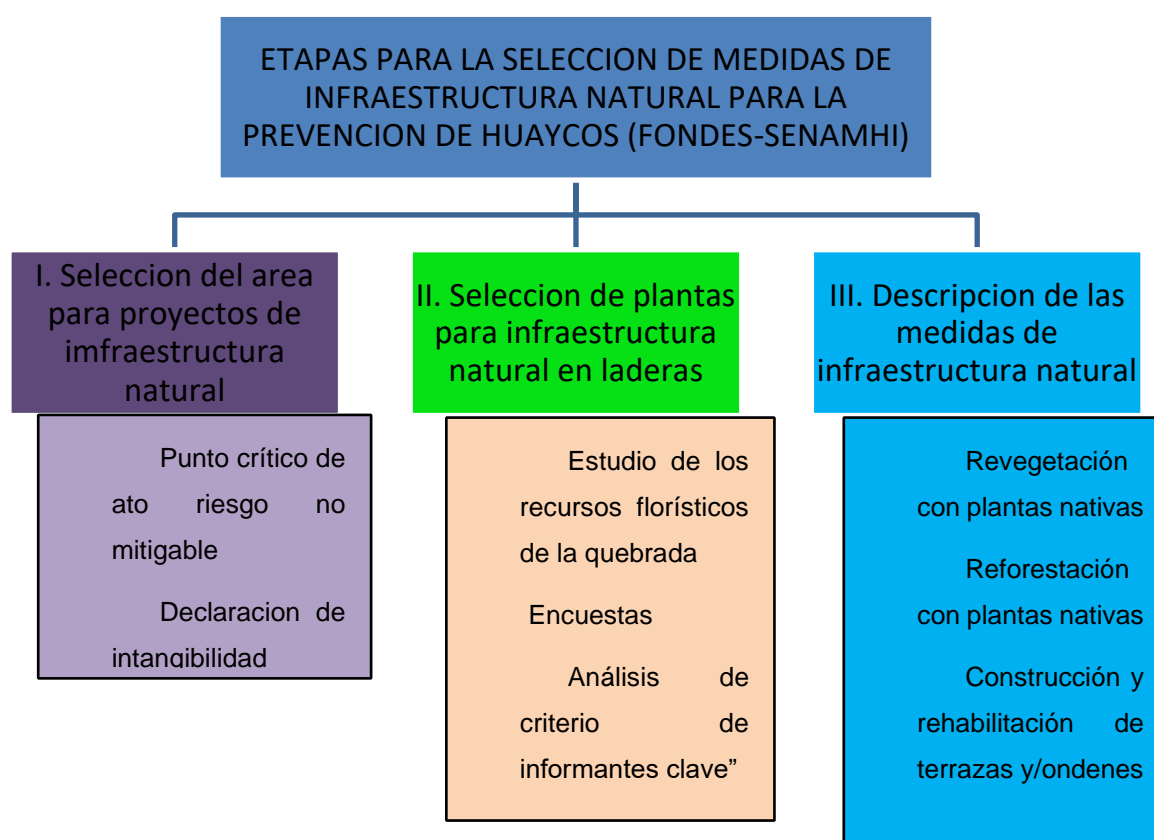 ETAPAS PARA LA SELECCION DE MEDIDAS DE
INFRAESTRUCTURA NATURAL PARA LA
PREVENCION DE HUAYCOS (FONDES-SENAMHI)
I. Seleccion del area
para proyectos de
imfraestructura
natural
Punto crítico de
ato riesgo no
mitigable
Declaracion de
intangibilidad
II. Seleccion de plantas
para infraestructura
natural en laderas
Estudio de los
recursos florísticos
de la quebrada
Encuestas
Análisis de
criterio de
informantes clave”
III. Descripcion de las
medidas de
infraestructura natural
Revegetación
con plantas nativas
Reforestación
con plantas nativas
Construcción y
rehabilitación de
terrazas y/ondenes